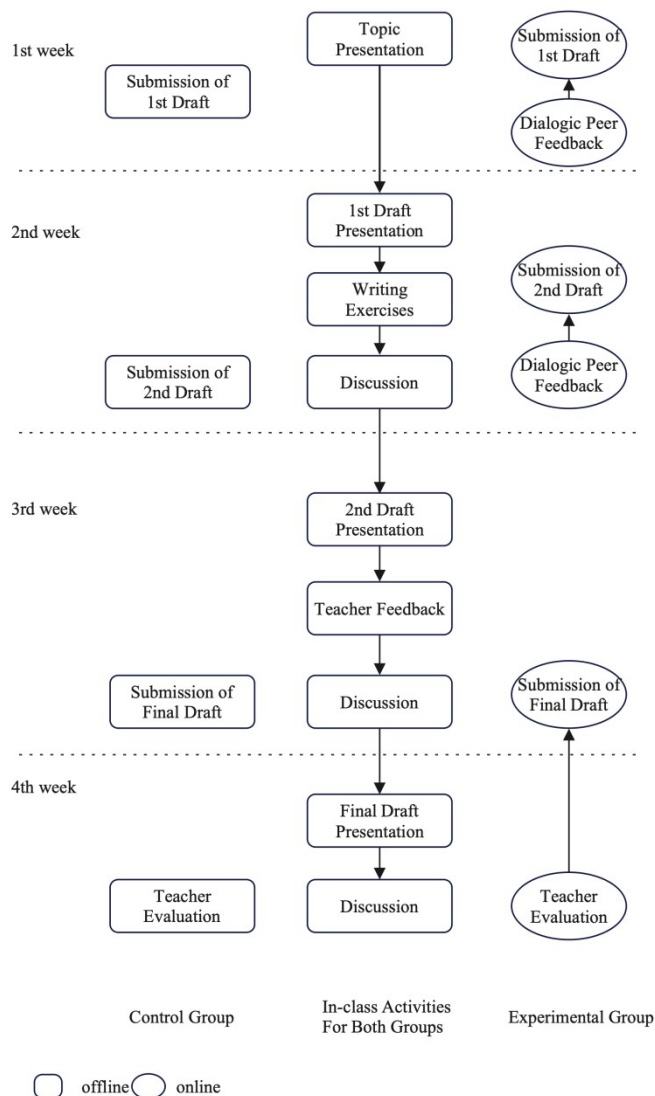 1st week
Topic
Presentation
Submission of
1st Draft
Submission of
1st Draft
Dialogic Peer
Feedback
2nd week
1st Draft
Presentation
Writing
Exercises
Submission of
2nd Draft
Submission of
2nd Draft
Discussion
Dialogic Peer
Feedback
3rd week
2nd Draft
Presentation
Teacher Feedback
Submission of
Final Draft
Discussion
Submission of
Final Draft
4th week
Final Draft
Presentation
Teacher
Evaluation
Discussion
Teacher
Evaluation
Control Group
In-class Activities
For Both Groups
Experimental Group
offline
online